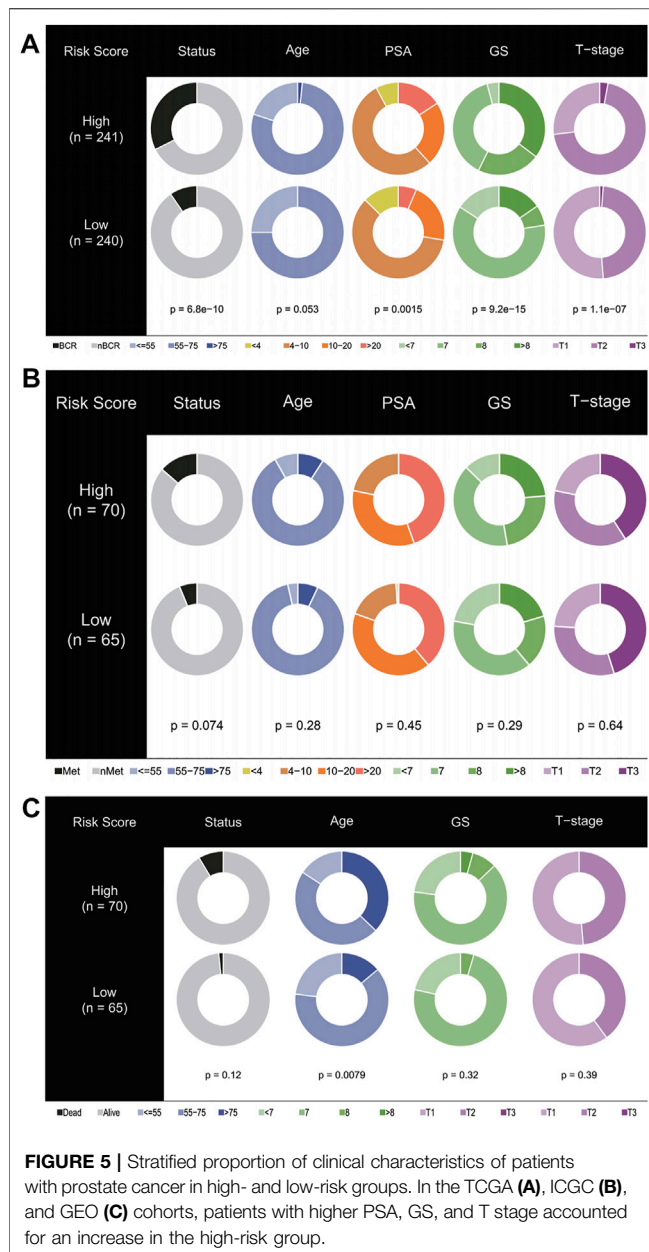 A
Risk Score Status Age PSA GS T-stage
High
(n = 241)
Low
(n = 240)
p = 6.8e-10 p = 0.053 p = 0.0015 p = 9.2e-15 p = 1.1e-07
BCR nBCR <=55 55-75 >75 <4 4-10 10-20 >20 <7 7 8 >8 T1 T2 T3
B
Risk Score Status Age PSA GS T-stage
High
(n = 70)
Low
(n = 65)
p = 0.074 p = 0.28 p = 0.45 p = 0.29 p = 0.64
Met nMet <=55 55-75 >75 <4 4-10 10-20 >20 <7 7 8 >8 T1 T2 T3
C
Risk Score Status Age GS T-stage
High
(n = 70)
Low
(n = 65)
p = 0.12 p = 0.0079 p = 0.32 p = 0.39
Dead Alive <=55 55-75 >75 <7 7 8 >8 T1 T2 T3 T1 T2 T3
FIGURE 5 | Stratified proportion of clinical characteristics of patients
with prostate cancer in high- and low-risk groups. In the TCGA (A), ICGC (B),
and GEO (C) cohorts, patients with higher PSA, GS, and T stage accounted
for an increase in the high-risk group.